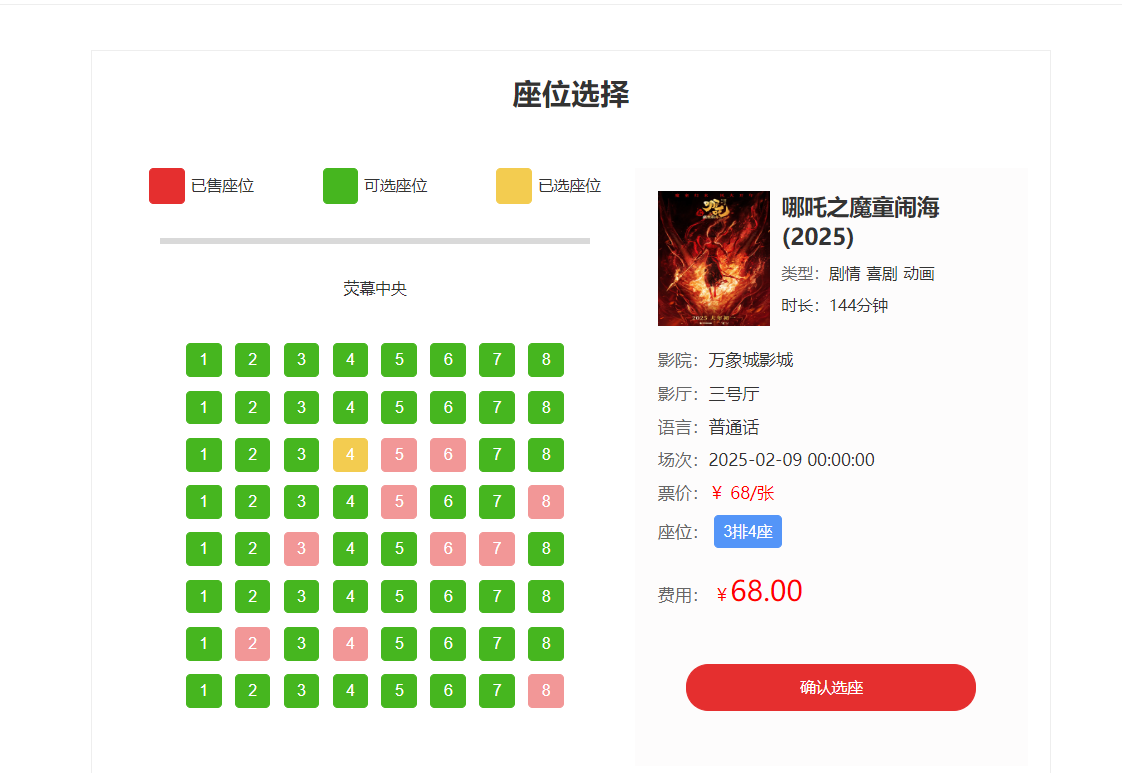 座位选择
已售座位 可选座位 已选座位
荧幕中央
1 2 3 4 5 6 7 8
1 2 3 4 5 6 7 8
1 2 3 4 5 6 7 8
1 2 3 4 5 6 7 8
1 2 3 4 5 6 7 8
1 2 3 4 5 6 7 8
1 2 3 4 5 6 7 8
1 2 3 4 5 6 7 8
哪吒
哪吒之魔童闹海
(2025)
类型：剧情 喜剧 动画
时长：144分钟
影院：万象城影城
影厅：三号厅
语言：普通话
场次：2025-02-09 00:00:00
票价：￥ 68/张
座位： 3排4座
费用： ￥68.00
确认选座